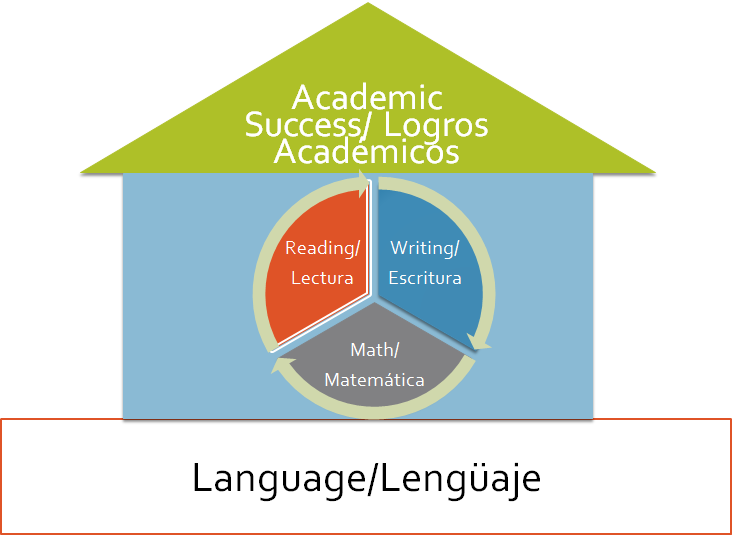 Academic
Success/ Logros
Académicos
Reading/
Lectura
Writing/
Escritura
Math/
Matemática
Language/Lengüaje